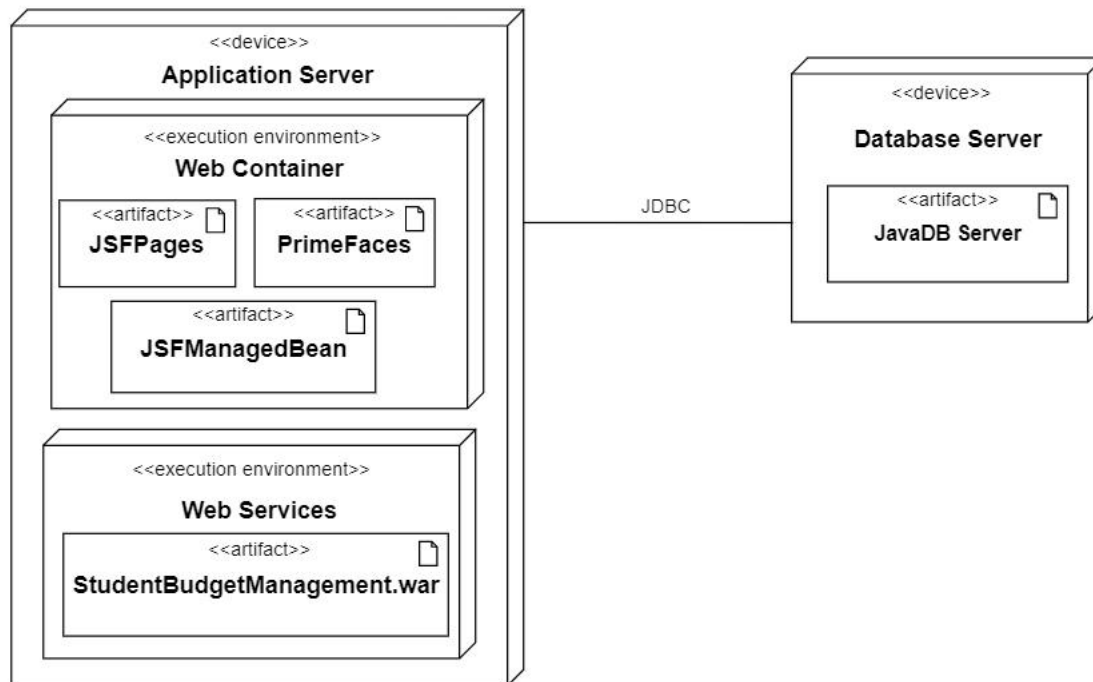 <<device>>
Application Server
<<execution environment>>
Web Container
<<artifact>>
JSFPages
<<artifact>>
PrimeFaces
<<artifact>>
JSFManagedBean
<<execution environment>>
Web Services
<<artifact>>
StudentBudgetManagement.war
JDBC
<<device>>
Database Server
<<artifact>>
JavaDB Server